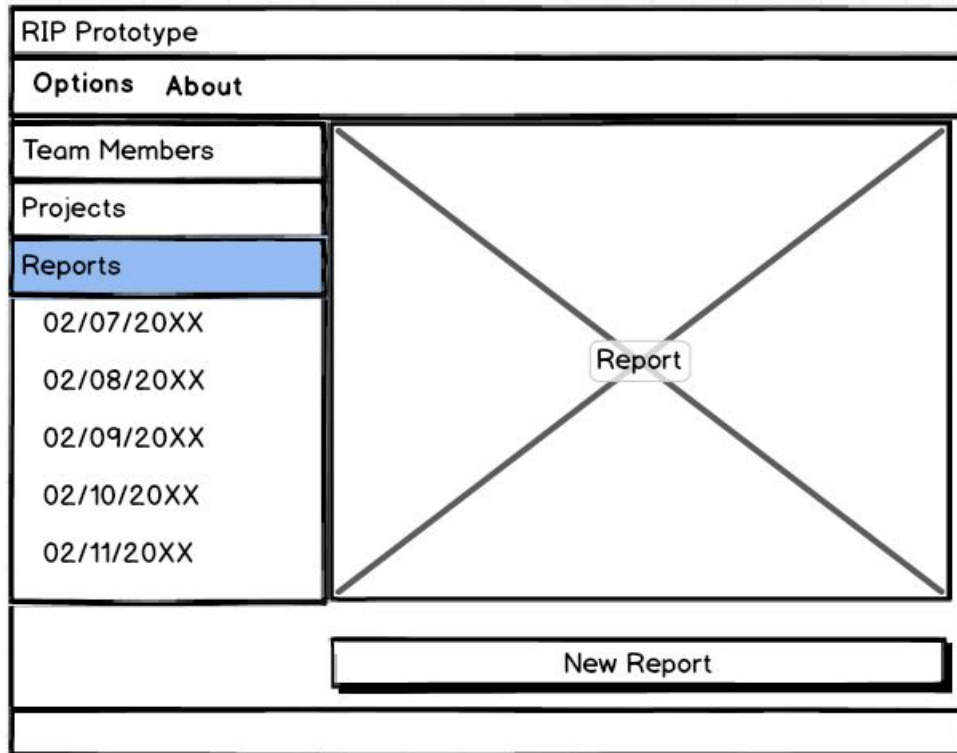 RIP Prototype
Options About
Team Members
Projects
Reports
02/07/20XX
02/08/20XX
02/09/20XX
02/10/20XX
02/11/20XX
Report
New Report